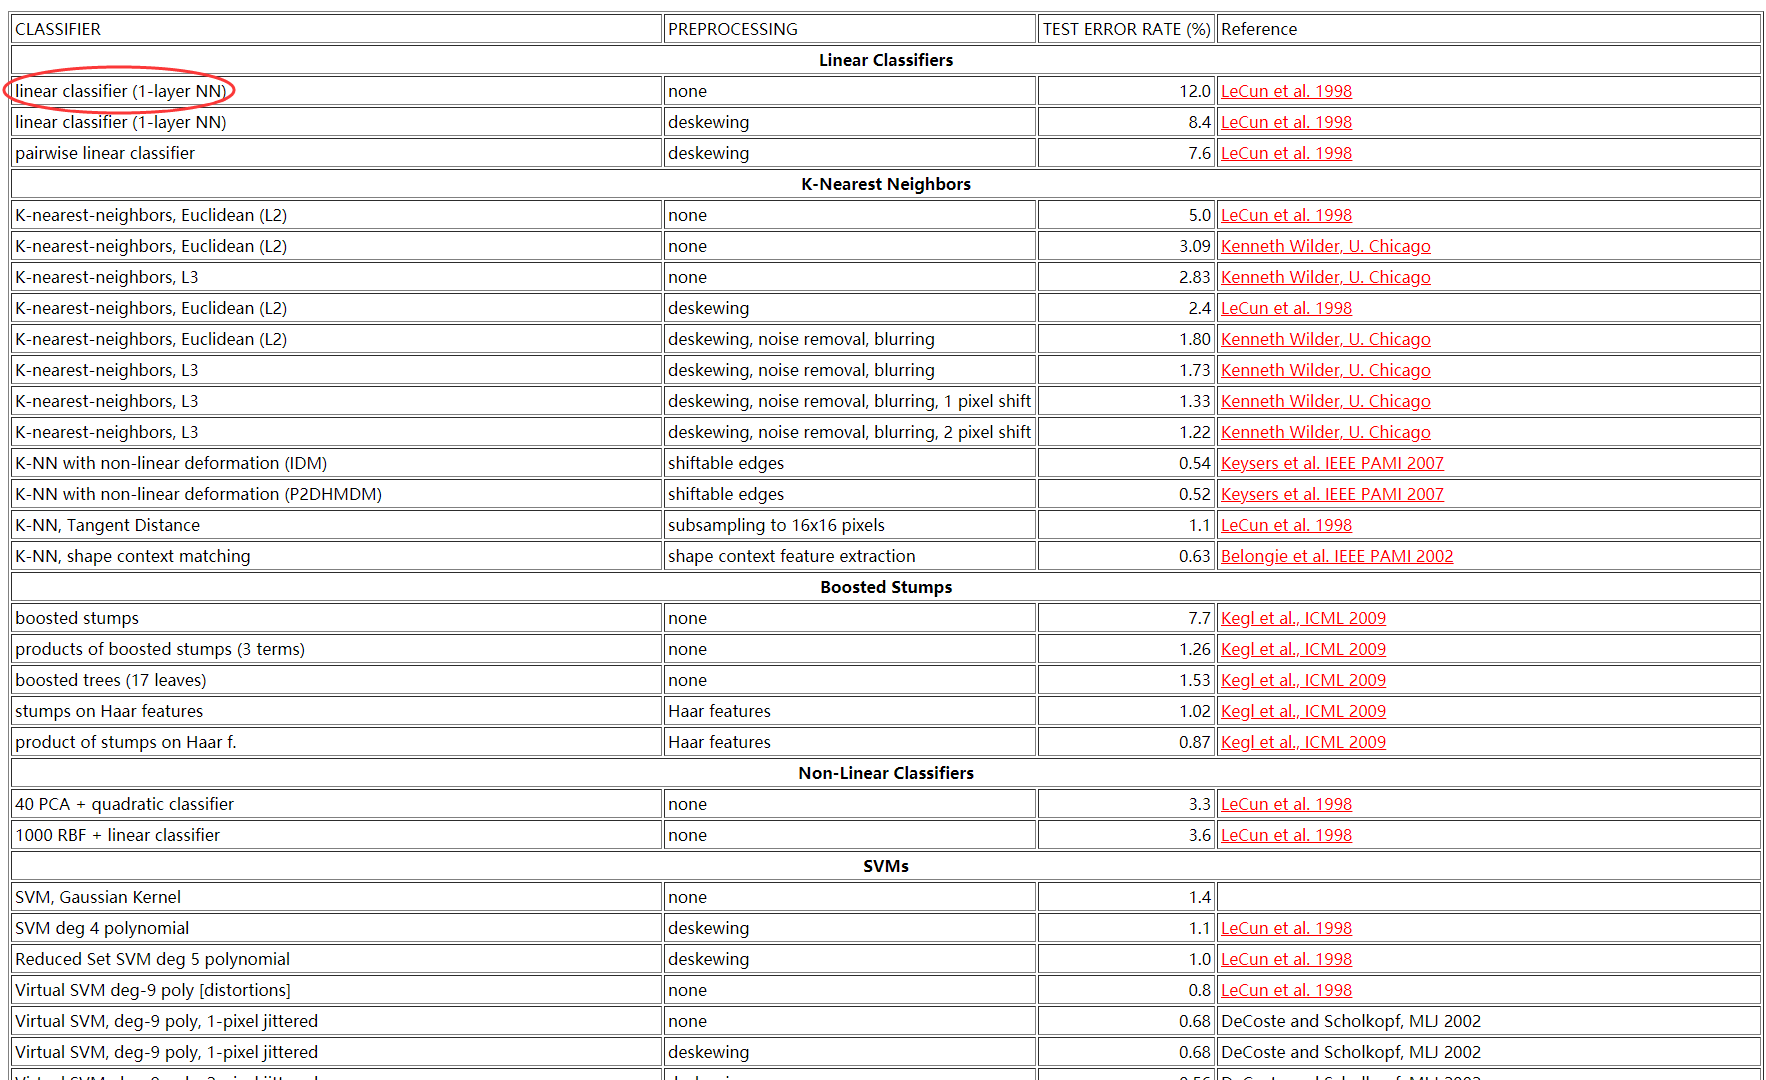 CLASSIFIER PREPROCESSING TEST ERROR RATE (%) Reference
Linear Classifiers
linear classifier (1-layer NN) none 12.0 LeCun et al. 1998
linear classifier (1-layer NN) deskewing 8.4 LeCun et al. 1998
pairwise linear classifier deskewing 7.6 LeCun et al. 1998
K-Nearest Neighbors
K-nearest-neighbors, Euclidean (L2) none 5.0 LeCun et al. 1998
K-nearest-neighbors, Euclidean (L2) none 3.09 Kenneth Wilder, U. Chicago
K-nearest-neighbors, L3 none 2.83 Kenneth Wilder, U. Chicago
K-nearest-neighbors, Euclidean (L2) deskewing 2.4 LeCun et al. 1998
K-nearest-neighbors, Euclidean (L2) deskewing, noise removal, blurring 1.80 Kenneth Wilder, U. Chicago
K-nearest-neighbors, L3 deskewing, noise removal, blurring 1.73 Kenneth Wilder, U. Chicago
K-nearest-neighbors, L3 deskewing, noise removal, blurring, 1 pixel shift 1.33 Kenneth Wilder, U. Chicago
K-nearest-neighbors, L3 deskewing, noise removal, blurring, 2 pixel shift 1.22 Kenneth Wilder, U. Chicago
K-NN with non-linear deformation (IDM) shiftable edges 0.54 Keysers et al. IEEE PAMI 2007
K-NN with non-linear deformation (P2DHMDM) shiftable edges 0.52 Keysers et al. IEEE PAMI 2007
K-NN, Tangent Distance subsampling to 16x16 pixels 1.1 LeCun et al. 1998
K-NN, shape context matching shape context feature extraction 0.63 Belongie et al. IEEE PAMI 2002
Boosted Stumps
boosted stumps none 7.7 Kegl et al., ICML 2009
products of boosted stumps (3 terms) none 1.26 Kegl et al., ICML 2009
boosted trees (17 leaves) none 1.53 Kegl et al., ICML 2009
stumps on Haar features Haar features 1.02 Kegl et al., ICML 2009
product of stumps on Haar f. Haar features 0.87 Kegl et al., ICML 2009
Non-Linear Classifiers
40 PCA + quadratic classifier none 3.3 LeCun et al. 1998
1000 RBF + linear classifier none 3.6 LeCun et al. 1998
SVMs
SVM, Gaussian Kernel none 1.4
SVM deg 4 polynomial deskewing 1.1 LeCun et al. 1998
Reduced Set SVM deg 5 polynomial deskewing 1.0 LeCun et al. 1998
Virtual SVM deg-9 poly [distortions] none 0.8 LeCun et al. 1998
Virtual SVM, deg-9 poly, 1-pixel jittered none 0.68 DeCoste and Scholkopf, MLJ 2002
Virtual SVM, deg-9 poly, 1-pixel jittered deskewing 0.68 DeCoste and Scholkopf, MLJ 2002